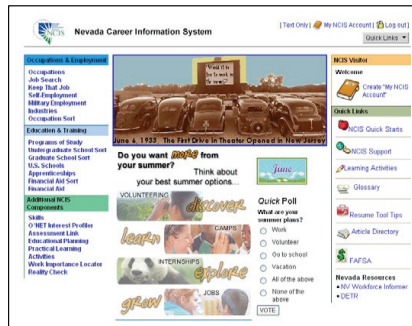 NCIS
Nevada Career Information System
[ Text Only | My NCIS Account | Log out ]
Quick Links
Occupations & Employment
Occupations
Job Search
Keep That Job
Self-Employment
Military Employment
Industries
Occupation Sort
Education & Training
Programs of Study
Undergraduate School Sort
Graduate School Sort
U.S. Schools
Apprenticeships
Financial Aid Sort
Financial Aid
Additional NCIS
Components
Skills
O*NET Interest Profiler
Assessment Link
Educational Planning
Practical Learning
Activities
Work Importance Locator
Reality Check
June 6, 1933. The First Drive in Theater Opened in New Jersey
Do you want more from
your summer?
Think about
your best summer options...
VOLUNTEERING
discover
learn
CAMPS
INTERNSHIPS
explore
grow
JOBS
June
Quick Poll
What are your
summer plans?
Work
Volunteer
Go to school
Vacation
All of the above
None of the
above
VOTE
NCIS Visitor
Welcome
Create "My NCIS
Account"
Quick Links
NCIS Quick Starts
NCIS Support
Learning Activities
Glossary
Resume Tool Tips
Article Directory
FAFSA
Nevada Resources
NV Workforce Informer
DETR